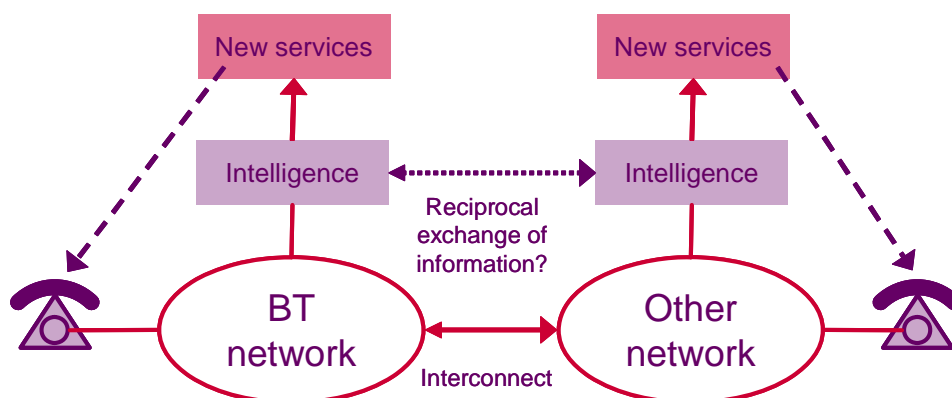 New services
New services
Intelligence
Intelligence
Reciprocal
exchange of
information?
BT
network
Other
network
Interconnect